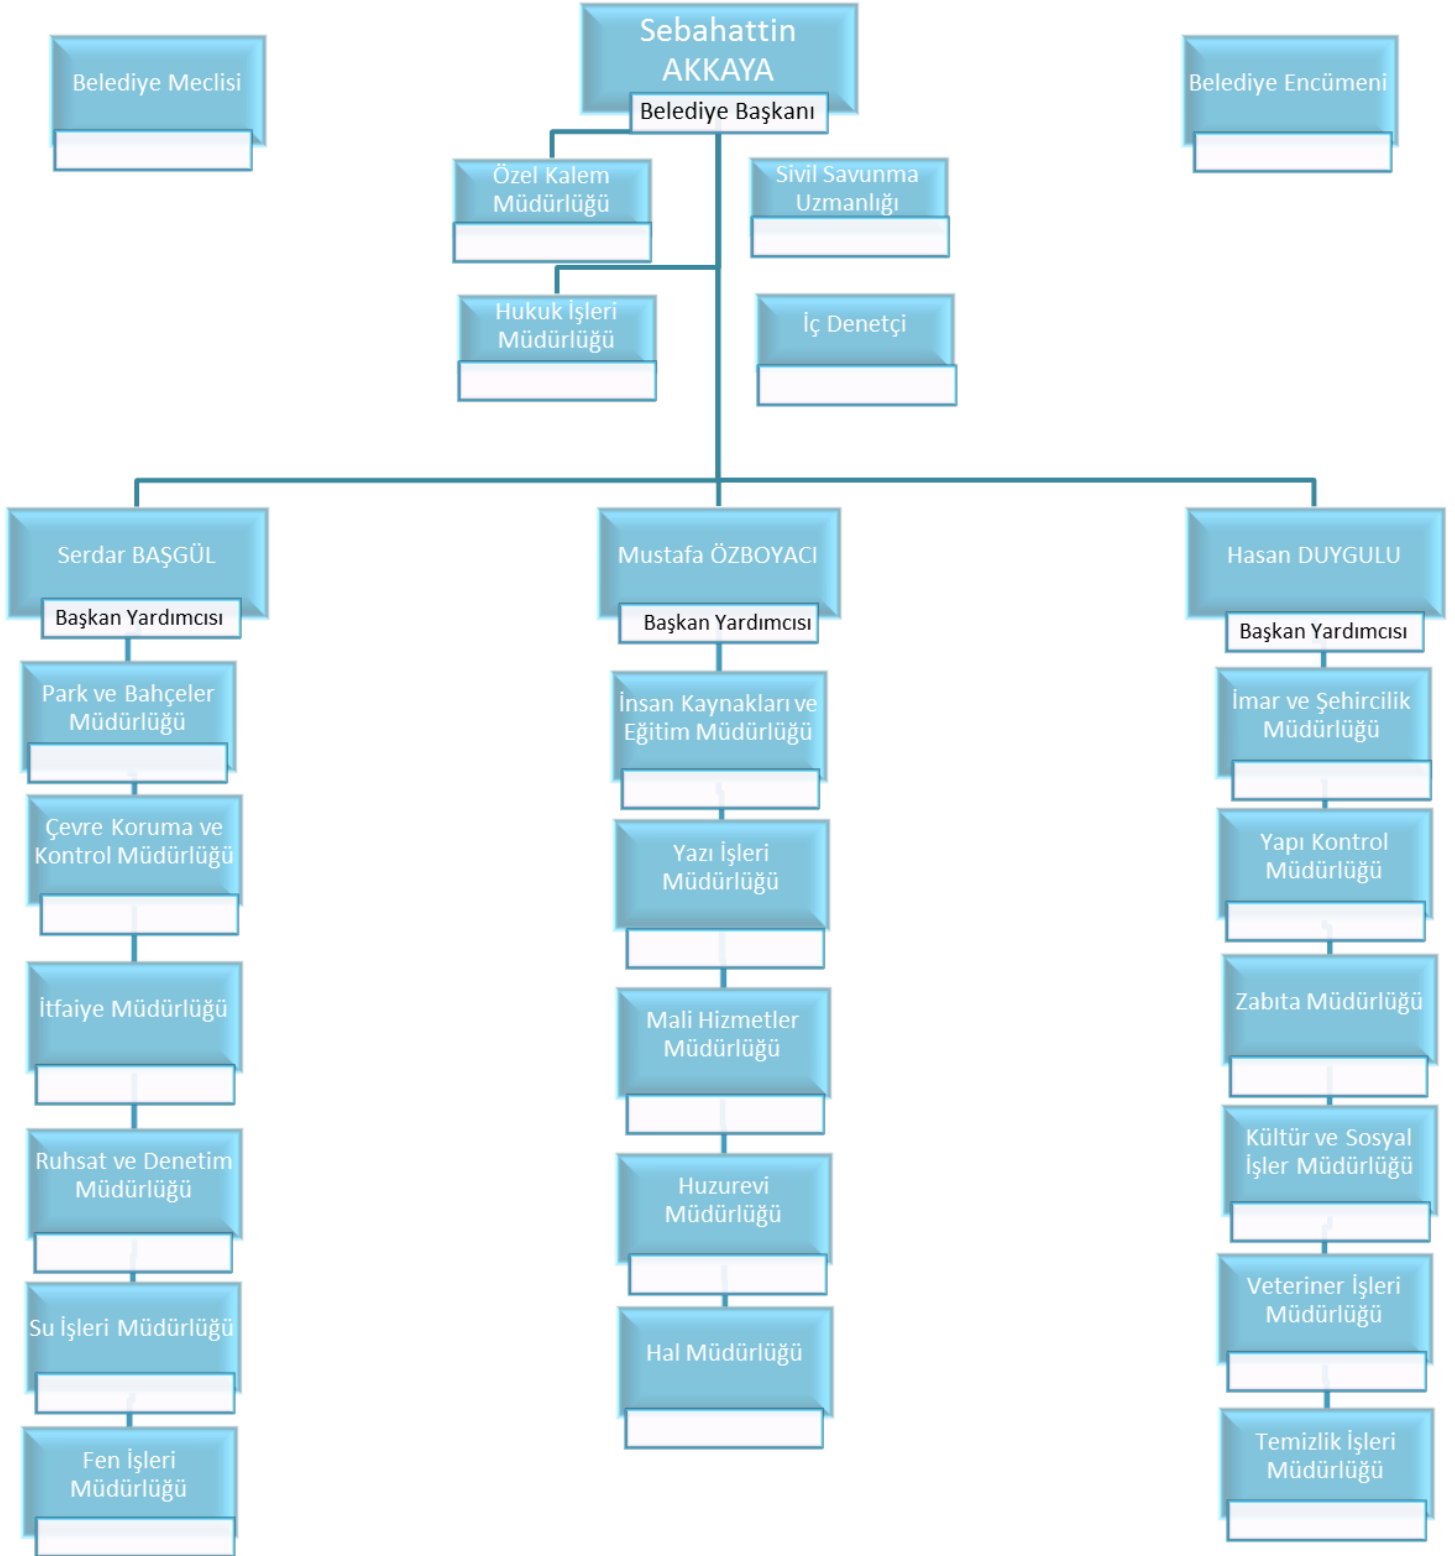 Sebahattin
AKKAYA
Belediye Başkanı
Belediye Meclisi
Belediye Encümeni
Özel Kalem
Müdürlüğü
Sivil Savunma
Uzmanlığı
Hukuk İşleri
Müdürlüğü
İç Denetçi
Serdar BAŞGÜL
Başkan Yardımcısı
Park ve Bahçeler
Müdürlüğü
Çevre Koruma ve
Kontrol Müdürlüğü
İtfaiye Müdürlüğü
Ruhsat ve Denetim
Müdürlüğü
Su İşleri Müdürlüğü
Fen İşleri
Müdürlüğü
Mustafa ÖZBOYACI
Başkan Yardımcısı
İnsan Kaynakları ve
Eğitim Müdürlüğü
Yazı İşleri
Müdürlüğü
Mali Hizmetler
Müdürlüğü
Huzurevi
Müdürlüğü
Hal Müdürlüğü
Hasan DUYGULU
Başkan Yardımcısı
İmar ve Şehircilik
Müdürlüğü
Yapı Kontrol
Müdürlüğü
Zabıta Müdürlüğü
Kültür ve Sosyal
İşler Müdürlüğü
Veteriner İşleri
Müdürlüğü
Temizlik İşleri
Müdürlüğü